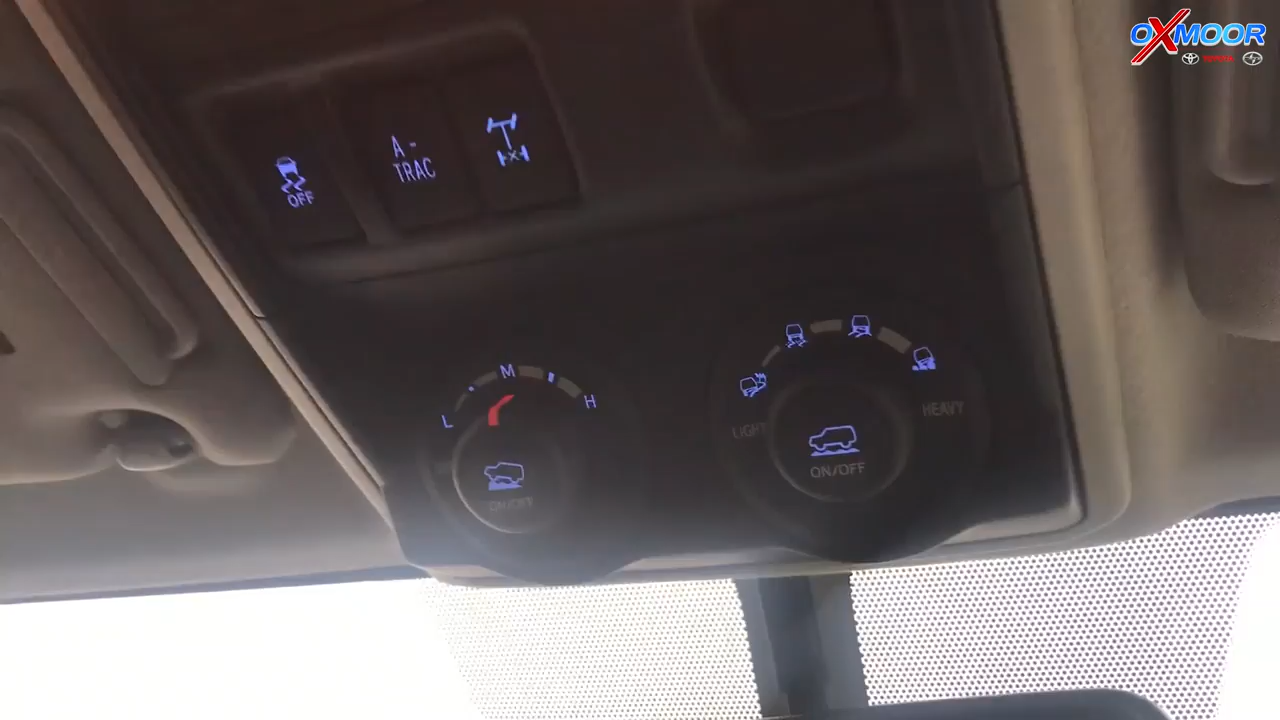 OXMOOR
OFF
A -
TRAC
L
M
H
ON/OFF
LIGHT
HEAVY
ON/OFF